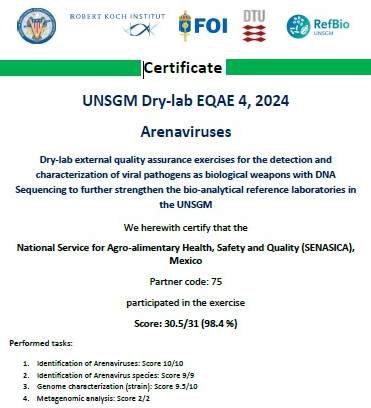 ROBERT KOCH INSTITUT
FOI
DTU
RefBio
UNSGM
Certificate
UNSGM Dry-lab EQAE 4, 2024
Arenaviruses
Dry-lab external quality assurance exercises for the detection and
characterization of viral pathogens as biological weapons with DNA
Sequencing to further strengthen the bio-analytical reference laboratories in
the UNSGM
We herewith certify that the
National Service for Agro-alimentary Health, Safety and Quality (SENASICA),
Mexico
Partner code: 75
participated in the exercise
Score: 30.5/31 (98.4 %)
Performed tasks:
1. Identification of Arenaviruses: Score 10/10
2. Identification of Arenavirus species: Score 9/9
3. Genome characterization (strain): Score 9.5/10
4. Metagenomic analysis: Score 2/2